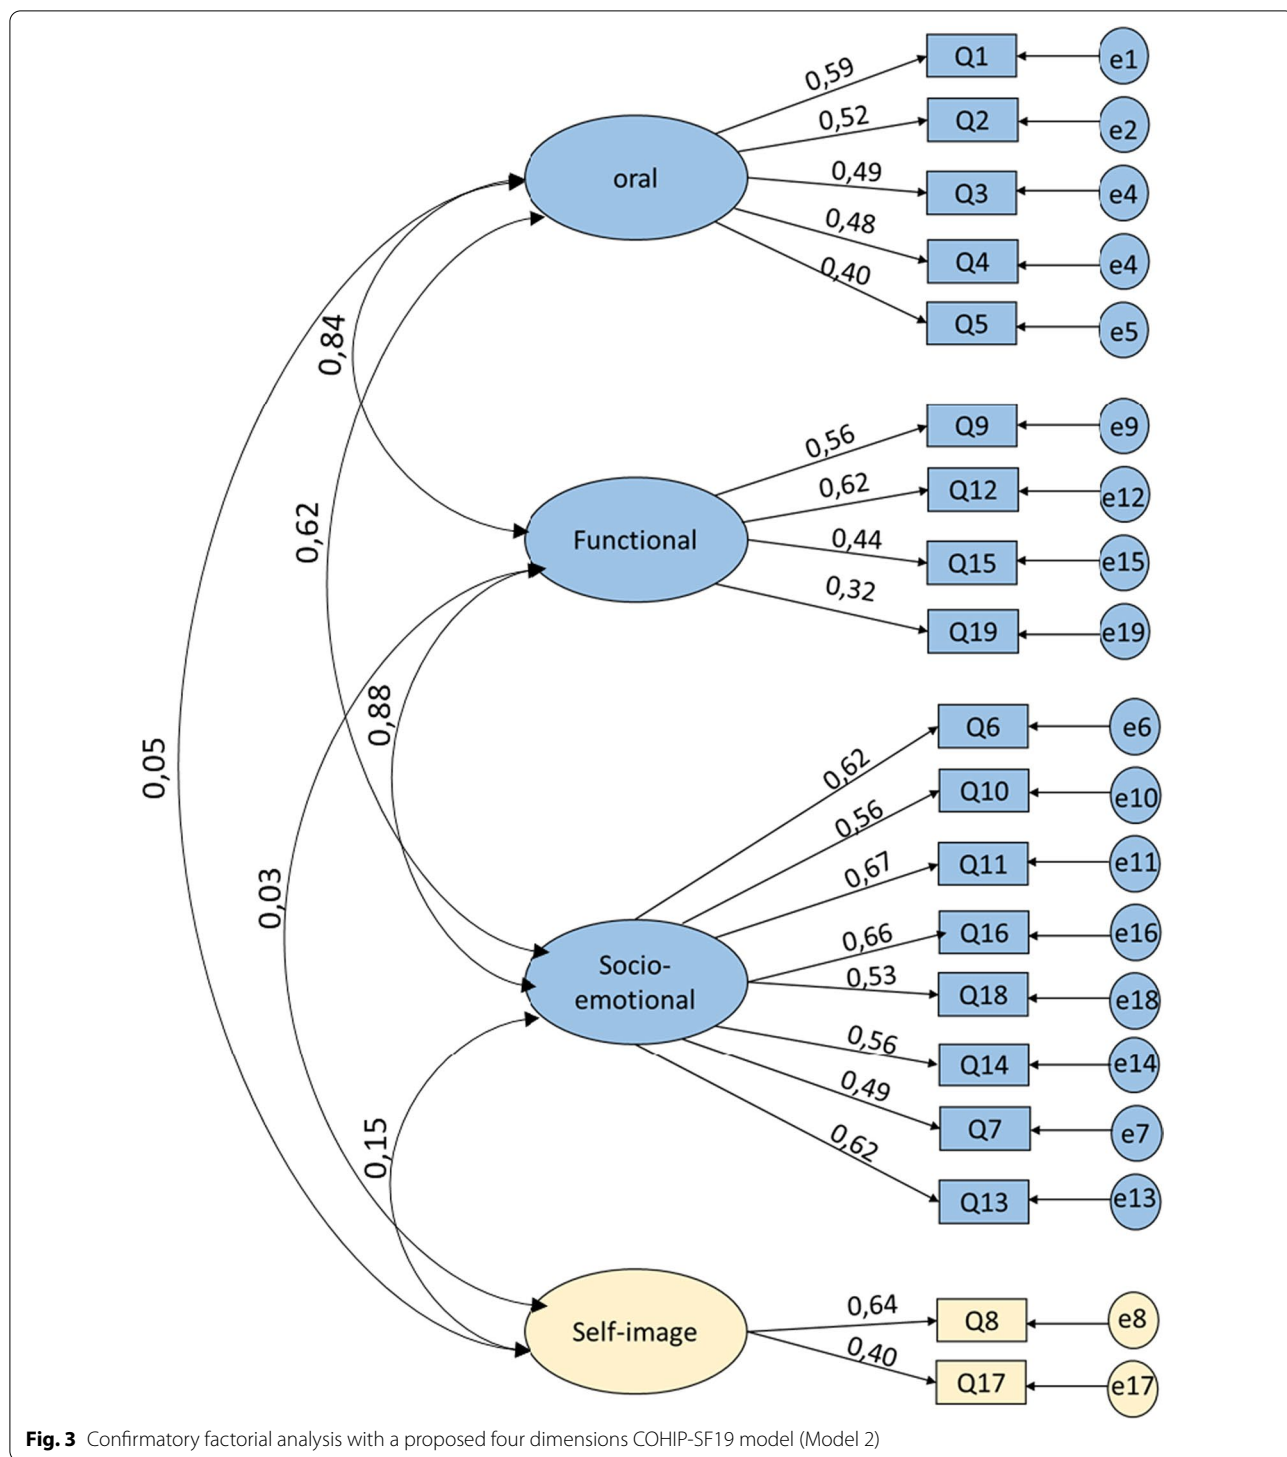 0,59
Q1
e1
0,52
Q2
e2
oral
0,49
Q3
e4
0,48
Q4
e4
0,40
Q5
e5
0,84
0,62
0,56
Q9
e9
0,62
Q12
e12
Functional
0,44
Q15
e15
0,32
Q19
e19
0,88
0,05
0,03
0,62
Q6
e6
0,56
Q10
e10
0,67
Q11
e11
Socio-
emotional
0,66
Q16
e16
0,53
Q18
e18
0,56
Q14
e14
0,49
Q7
e7
0,62
Q13
e13
0,15
Self-image
0,64
Q8
e8
0,40
Q17
e17
Fig. 3 Confirmatory factorial analysis with a proposed four dimensions COHIP-SF19 model (Model 2)